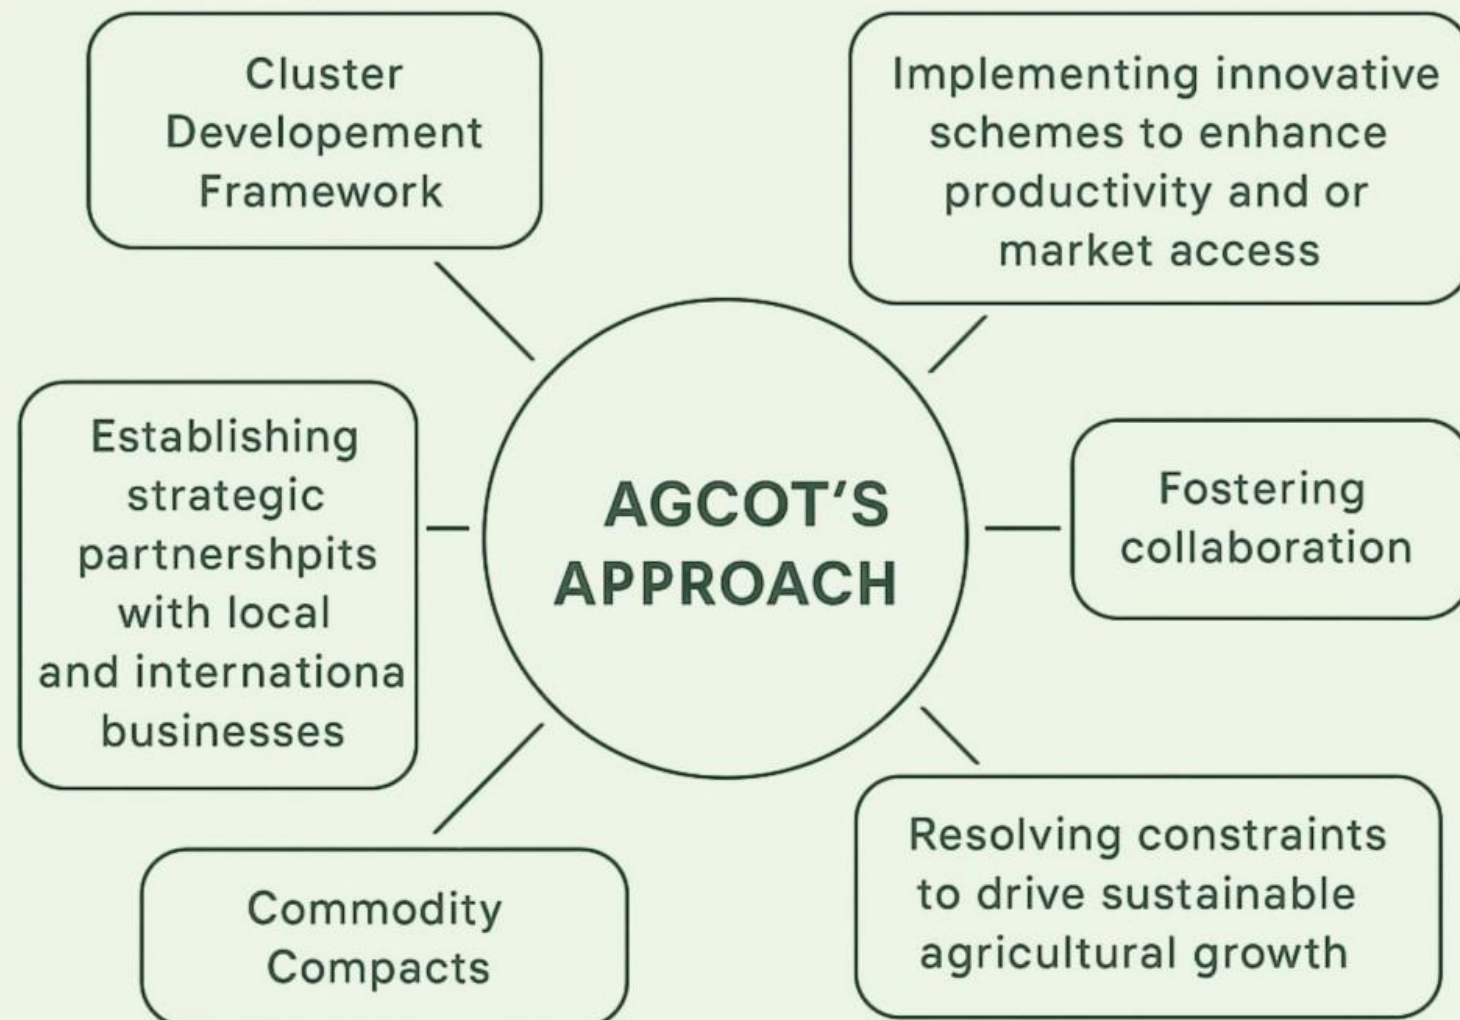 Cluster
Developement
Framework
Implementing innovative
schemes to enhance
productivity and or
market access
Establishing
strategic
partnershpits
with local
and internationa
businesses
AGCOT'S
APPROACH
Fostering
collaboration
Commodity
Compacts
Resolving constraints
to drive sustainable
agricultural growth